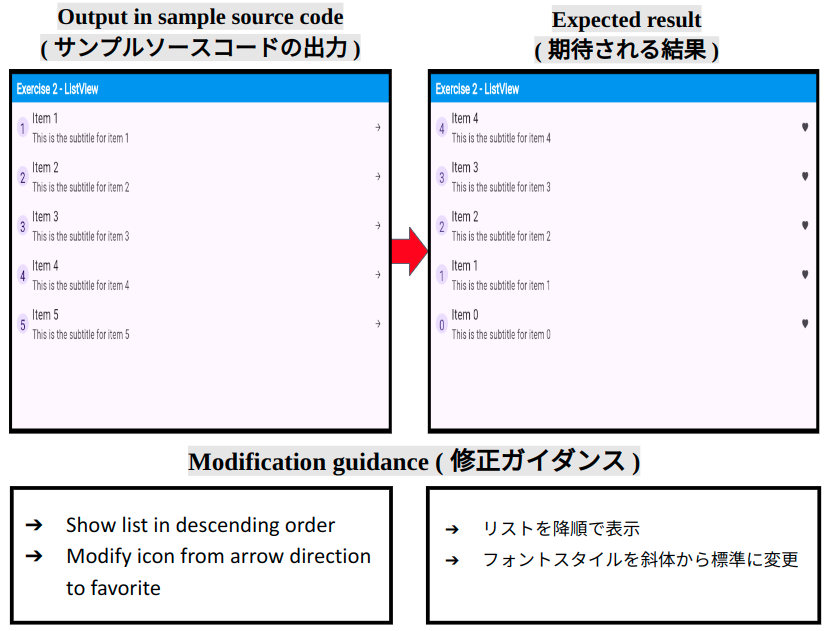 Output in sample source code
( サンプルソースコードの出力 )
Exercise 2 - ListView
1
Item 1
This is the subtitle for item 1
2
Item 2
This is the subtitle for item 2
3
Item 3
This is the subtitle for item 3
4
Item 4
This is the subtitle for item 4
5
Item 5
This is the subtitle for item 5
Expected result
( 期待される結果 )
Exercise 2 - ListView
4
Item 4
This is the subtitle for item 4
3
Item 3
This is the subtitle for item 3
2
Item 2
This is the subtitle for item 2
1
Item 1
This is the subtitle for item 1
0
Item 0
This is the subtitle for item 0
Modification guidance ( 修正ガイダンス )
➔ Show list in descending order
➔ Modify icon from arrow direction
to favorite
➔ リストを降順で表示
➔ フォントスタイルを斜体から標準に変更